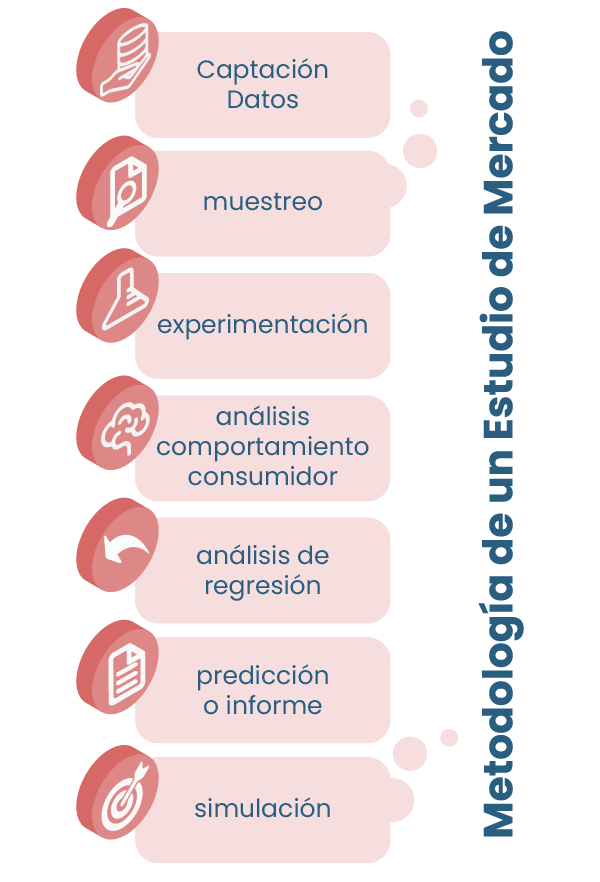 Captación
Datos
muestreo
experimentación
análisis
comportamiento
consumidor
análisis de
regresión
predicción
o informe
simulación
Metodología de un Estudio de Mercado